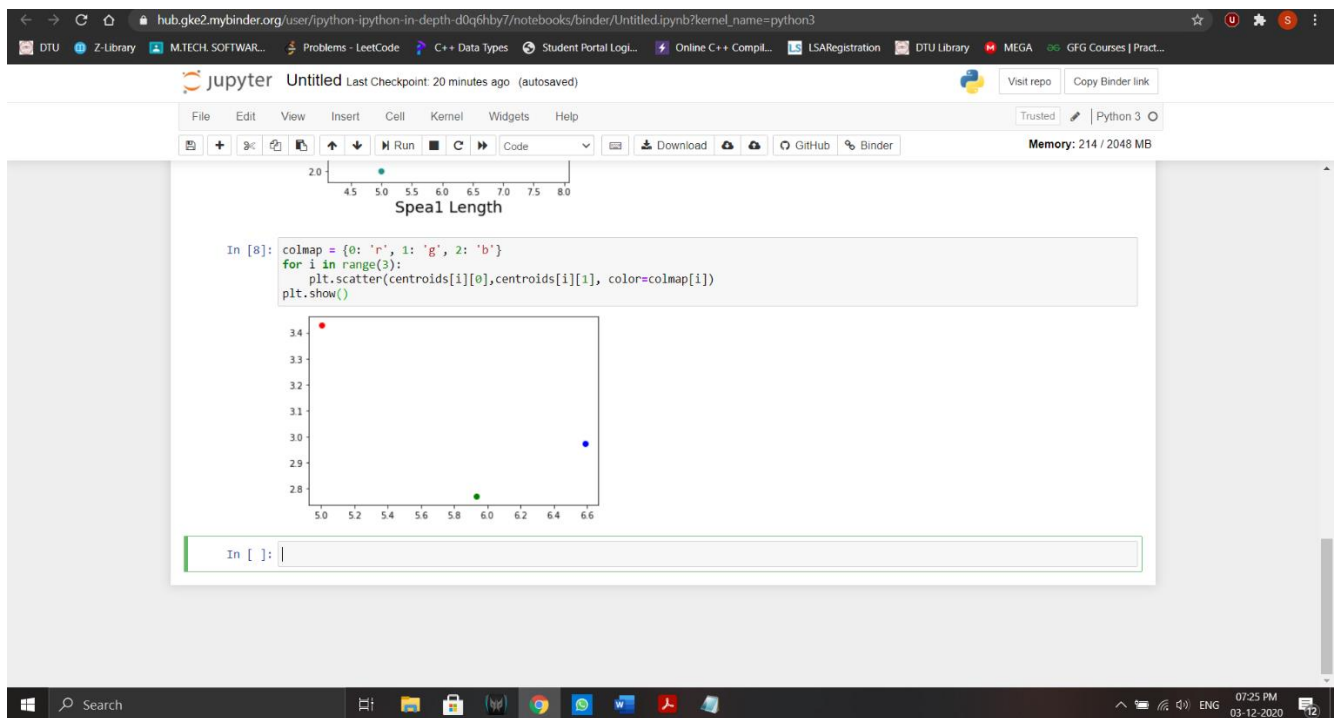 hub.gke2.mybinder.org/user/ipython-ipython-in-depth-d0q6hby7/notebooks/binder/Untitled.ipynb?kernel_name=python3
DTU Z-Library M.TECH. SOFTWAR... Problems - LeetCode C++ Data Types Student Portal Logi... Online C++ Compil... LS LSARegistration DTU Library MEGA GFG Courses | Pract...
jupyter Untitled Last Checkpoint: 20 minutes ago (autosaved) Visit repo Copy Binder link
File Edit View Insert Cell Kernel Widgets Help Trusted Python 3
Run Code Download GitHub Binder Memory: 214 / 2048 MB
2.0
4.5 5.0 5.5 6.0 6.5 7.0 7.5 8.0
Spea1 Length
In [8]: colmap = {0: 'r', 1: 'g', 2: 'b'}
for i in range(3):
plt.scatter(centroids[i][0],centroids[i][1], color=colmap[i])
plt.show()
3.4
3.3
3.2
3.1
3.0
2.9
2.8
5.0 5.2 5.4 5.6 5.8 6.0 6.2 6.4 6.6
In [ ]:
Search ENG 07:25 PM
03-12-2020 12